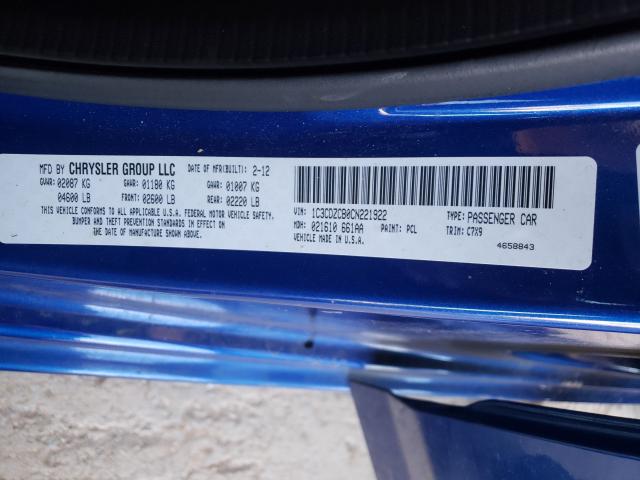 MFD BY CHRYSLER GROUP LLC DATE OF MFR(BUILT): 2-12
GVWR: 02087 KG GAWR: 01180 KG GAWR: 01007 KG
04600 LB FRONT: 02600 LB REAR: 02220 LB
THIS VEHICLE CONFORMS TO ALL APPLICABLE U.S.A. FEDERAL MOTOR VEHICLE SAFETY,
BUMPER AND THEFT PREVENTION STANDARDS IN EFFECT ON
THE DATE OF MANUFACTURE SHOWN ABOVE.
VIN: 1C3CDZCB0CN221922 TYPE: PASSENGER CAR
MDH: 021610 661AA PAINT: PCL TRIM: C7X9
VEHICLE MADE IN U.S.A. 4658843